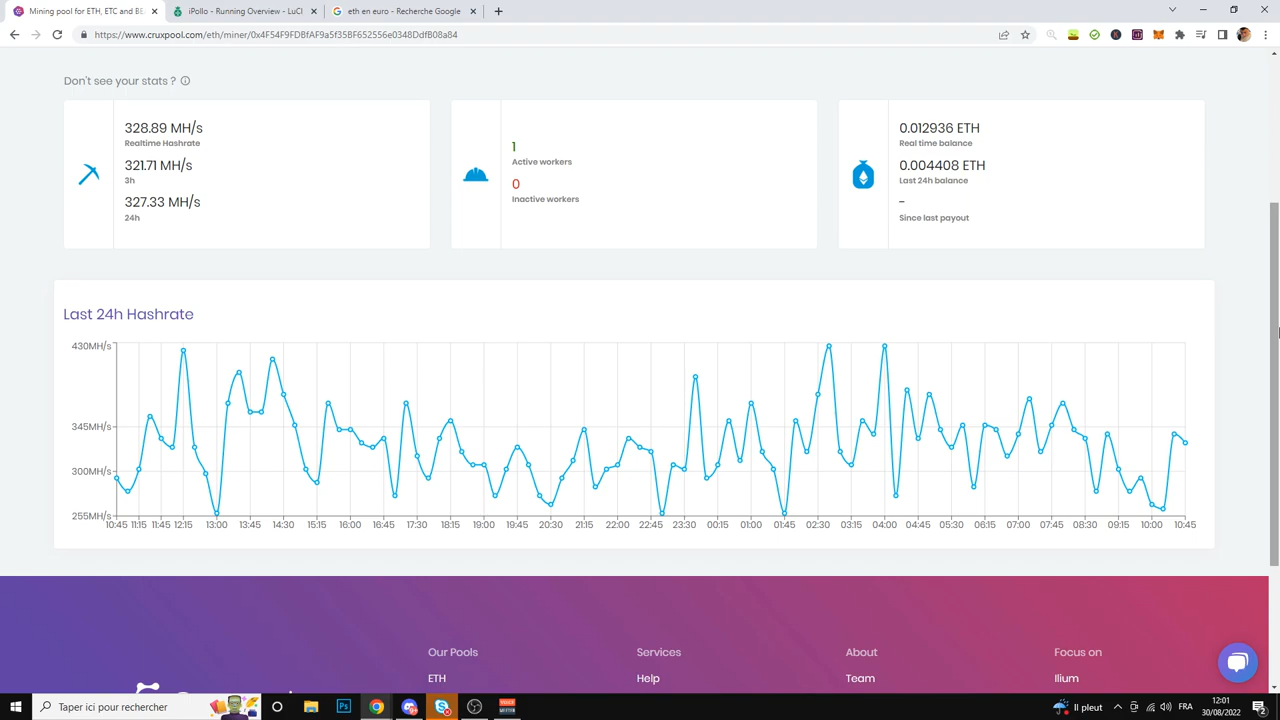 Mining pool for ETH, ETC and BE
iPollo - Running Overview - LuCI
eth en euro - Recherche Google
https://www.cruxpool.com/eth/miner/0x4F54F9FDBfAF9a5f35BF652556e0348DdfB08a84
Don't see your stats ?
328.89 MH/s
Realtime Hashrate
321.71 MH/s
3h
327.33 MH/s
24h
1
Active workers
0
Inactive workers
0.012936 ETH
Real time balance
0.004408 ETH
Last 24h balance
-
Since last payout
Last 24h Hashrate
430MH/s
345MH/s
300MH/s
255MH/s
10:45 11:15 11:45 12:15 13:00 13:45 14:30 15:15 16:00 16:45 17:30 18:15 19:00 19:45 20:30 21:15 22:00 22:45 23:30 00:15 01:00 01:45 02:30 03:15 04:00 04:45 05:30 06:15 07:00 07:45 08:30 09:15 10:00 10:45
Our Pools Services About Focus on
ETH Help Team Ilium
Taper ici pour rechercher
Il pleut
FRA
12:01
30/08/2022
2